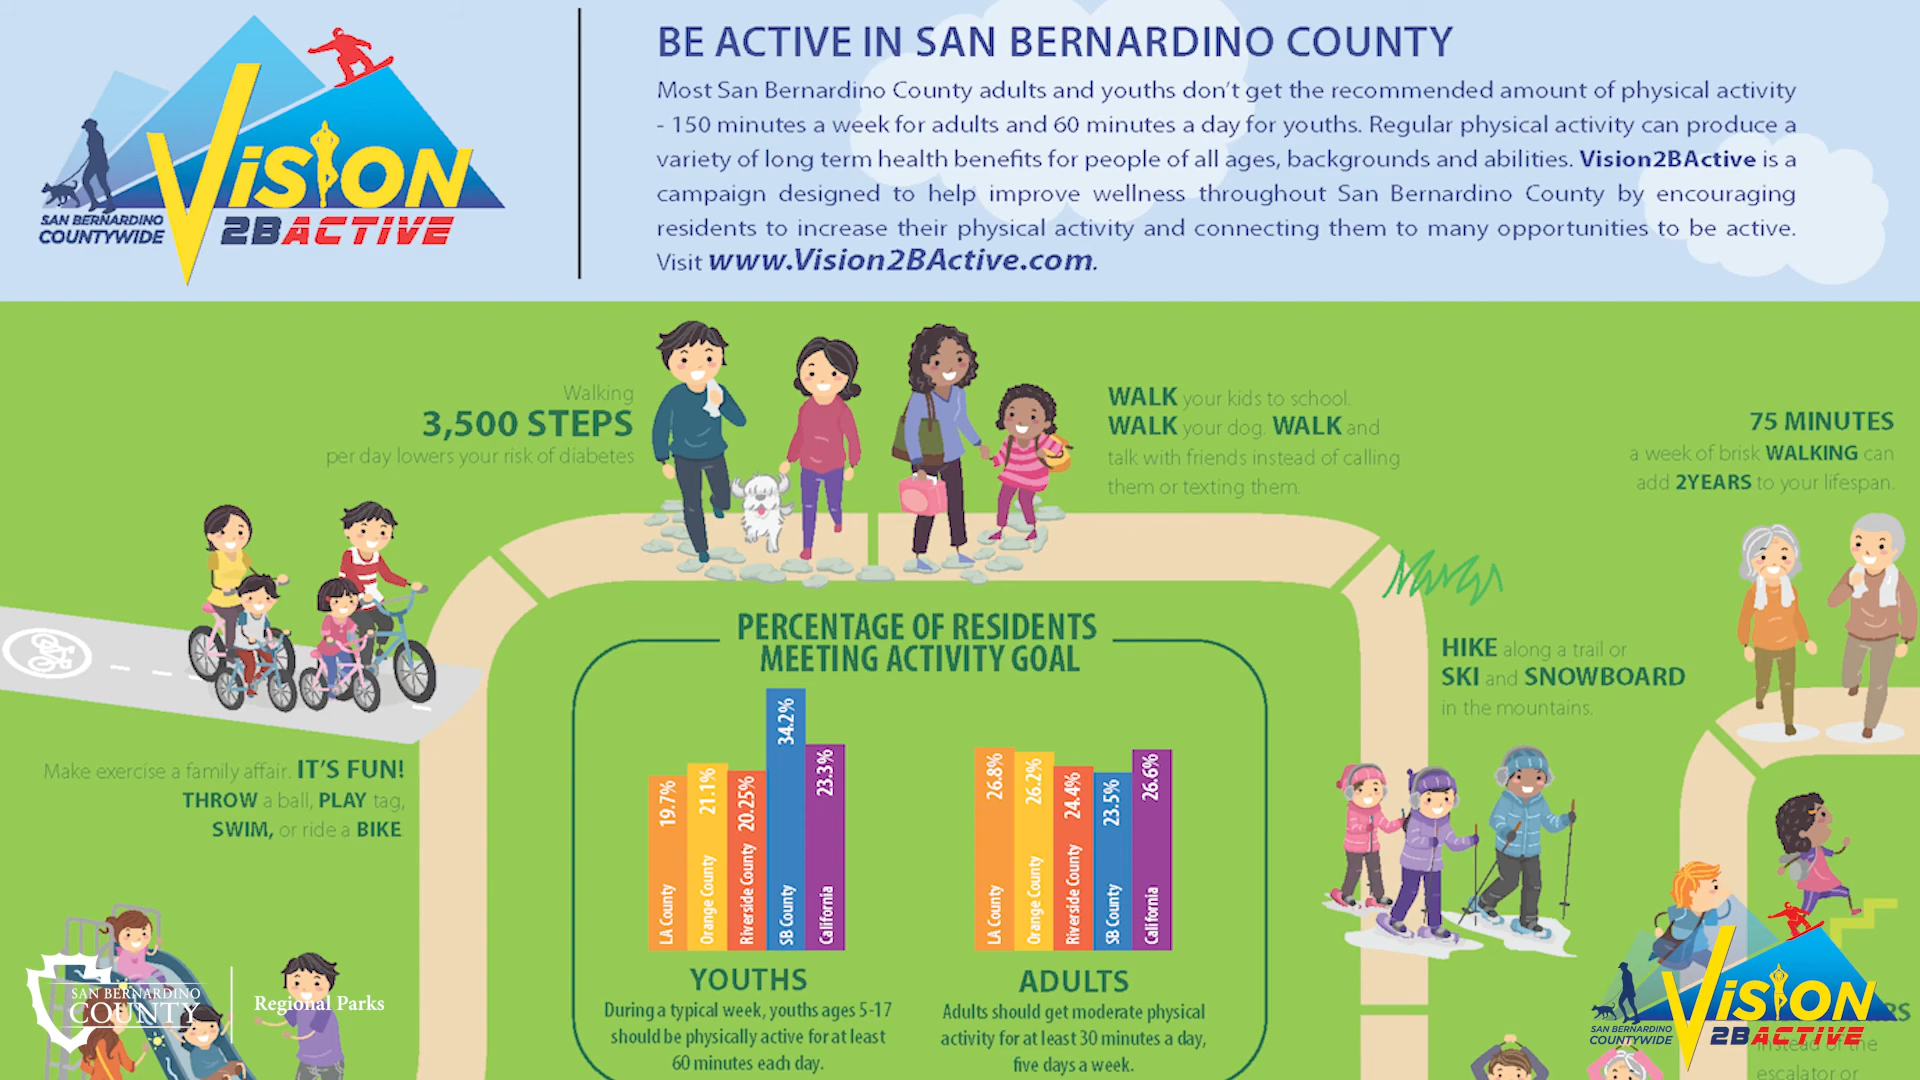 ViSiON
2BACTIVE
SAN BERNARDINO
COUNTYWIDE
BE ACTIVE IN SAN BERNARDINO COUNTY
Most San Bernardino County adults and youths don't get the recommended amount of physical activity
- 150 minutes a week for adults and 60 minutes a day for youths. Regular physical activity can produce a
variety of long term health benefits for people of all ages, backgrounds and abilities. Vision2BActive is a
campaign designed to help improve wellness throughout San Bernardino County by encouraging
residents to increase their physical activity and connecting them to many opportunities to be active.
Visit www.Vision2BActive.com.
Walking
3,500 STEPS
per day lowers your risk of diabetes
WALK your kids to school.
WALK your dog. WALK and
talk with friends instead of calling
them or texting them.
75 MINUTES
a week of brisk WALKING can
add 2YEARS to your lifespan.
HIKE along a trail or
SKI and SNOWBOARD
in the mountains.
Make exercise a family affair. IT'S FUN!
THROW a ball, PLAY tag,
SWIM, or ride a BIKE
PERCENTAGE OF RESIDENTS
MEETING ACTIVITY GOAL
LA County 19.7%
Orange County 21.1%
Riverside County 20.25%
SB County 34.2%
California 23.3%
YOUTHS
During a typical week, youths ages 5-17
should be physically active for at least
60 minutes each day.
LA County 26.8%
Orange County 26.2%
Riverside County 24.4%
SB County 23.5%
California 26.6%
ADULTS
Adults should get moderate physical
activity for at least 30 minutes a day,
five days a week.
SAN BERNARDINO
COUNTY
Regional Parks
ViSiON
2BACTIVE
SAN BERNARDINO
COUNTYWIDE
instead of the
escalator or